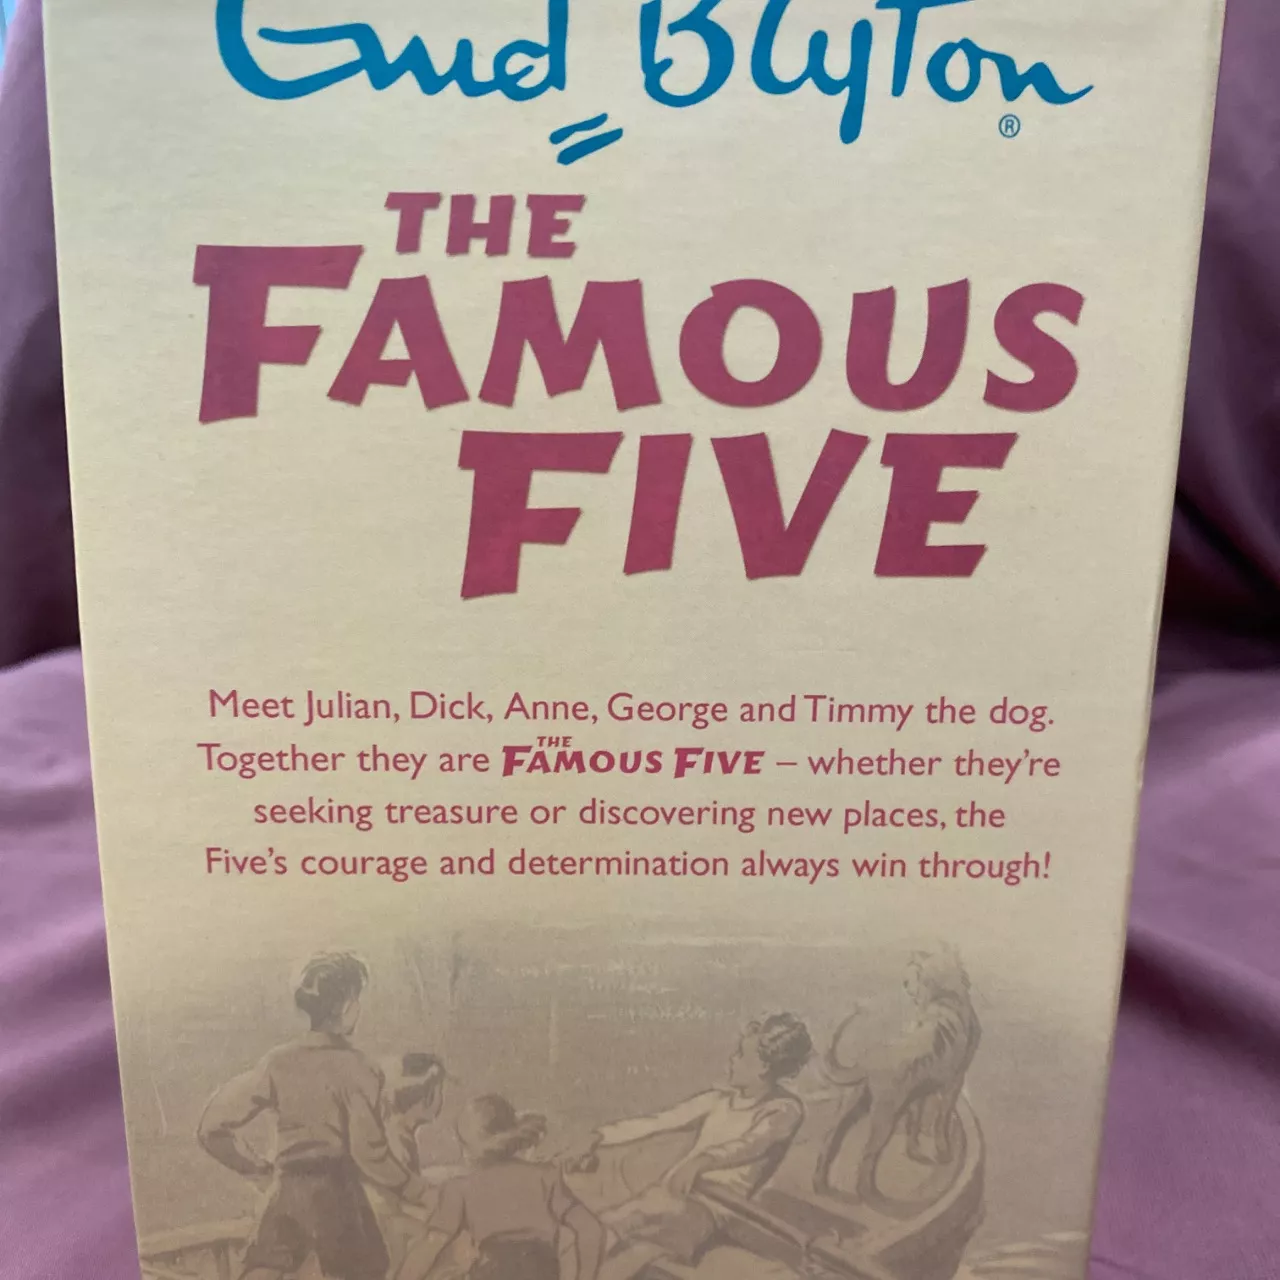 Enid Blyton
®
THE
FAMOUS
FIVE
Meet Julian, Dick, Anne, George and Timmy the dog.
Together they are THE FAMOUS FIVE – whether they're
seeking treasure or discovering new places, the
Five's courage and determination always win through!